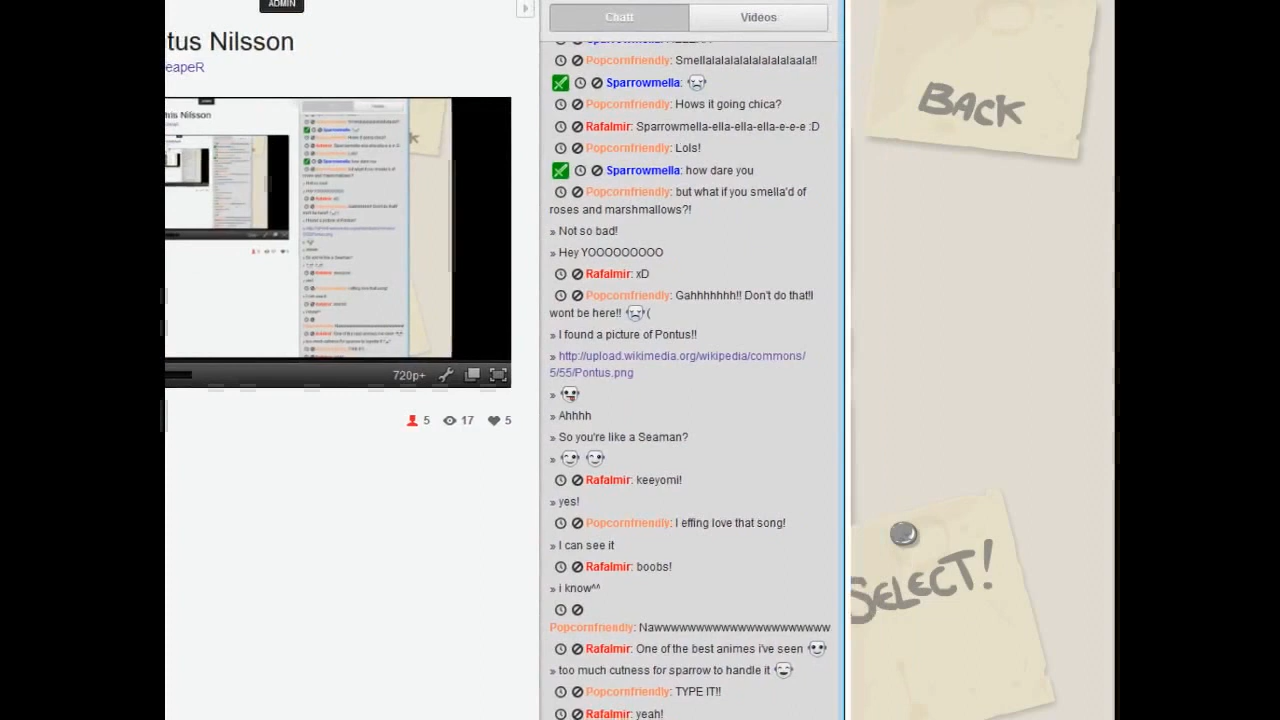 ADMIN
tus Nilsson
eapeR
720p+
5 17 5
Chatt Videos
Popcornfriendly: Smellalalalalalalalalaala!!
Sparrowmella:
Popcornfriendly: Hows it going chica?
Rafalmir: Sparrowmella-ella-ella-ella-e-e-e :D
Popcornfriendly: Lols!
Sparrowmella: how dare you
Popcornfriendly: but what if you smella'd of
roses and marshmallows?!
» Not so bad!
» Hey YOOOOOOOOO
Rafalmir: xD
Popcornfriendly: Gahhhhhhh!! Don't do that!I
wont be here!! (
» I found a picture of Pontus!!
» http://upload.wikimedia.org/wikipedia/commons/
5/55/Pontus.png
»
» Ahhhh
» So you're like a Seaman?
»
Rafalmir: keeyomi!
» yes!
Popcornfriendly: I effing love that song!
» I can see it
Rafalmir: boobs!
» i know^^
Popcornfriendly: Nawwwwwwwwwwwwwwwwwwwww
Rafalmir: One of the best animes i've seen
» too much cutness for sparrow to handle it
Popcornfriendly: TYPE IT!!
Rafalmir: yeah!
BACK
SELECT!